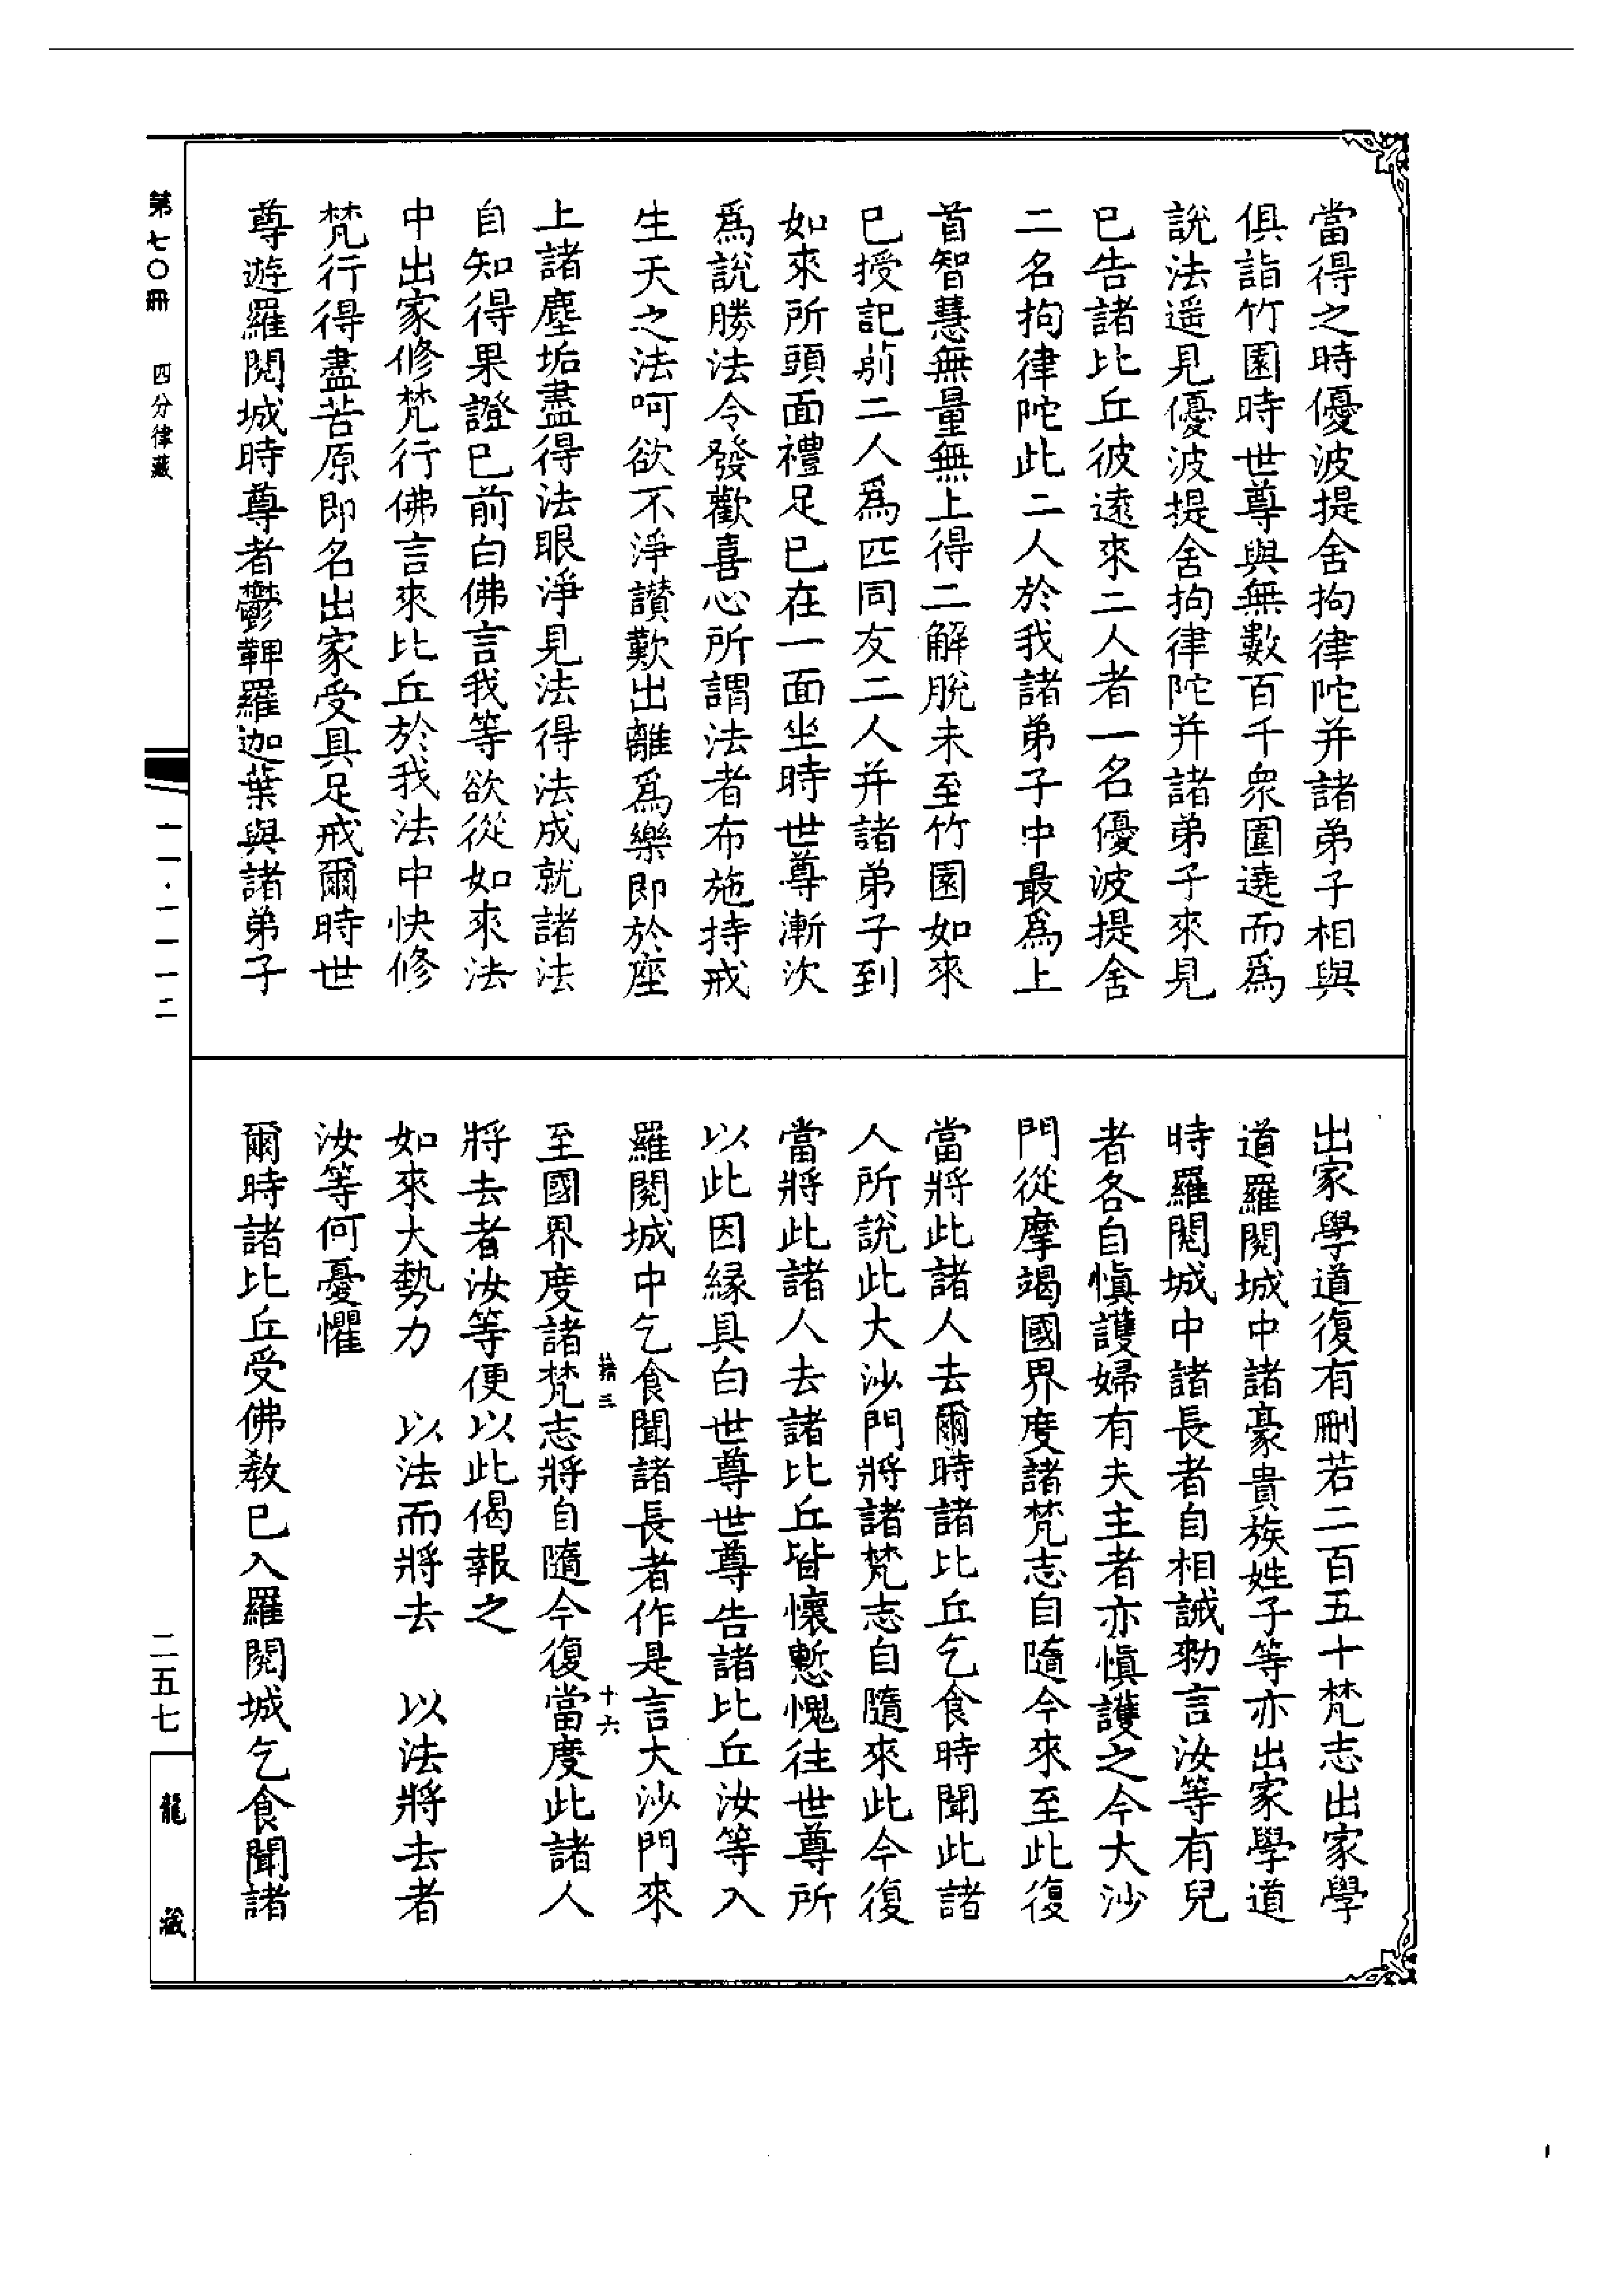 當得之時優波提舍拘律陀并諸弟子相與
俱詣竹園時世尊與無數百千衆圍遶而爲
說法遥見優波提舍拘律陀并諸弟子來見
已告諸比丘彼遠來二人者一名優波提舍
二名拘律陀此二人於我諸弟子中最爲上
首智慧無量無上得二解脫未至竹園如來
已授記莂二人爲匹同友二人并諸弟子到
如來所頭面禮足已在一面坐時世尊漸次
爲說勝法令發歡喜心所謂法者布施持戒
生天之法呵欲不淨讃歎出離爲樂即於座
上諸塵垢盡得法眼淨見法得法成就諸法
自知得果證已前白佛言我等欲從如來法
中出家修梵行佛言來比丘於我法中快修
梵行得盡苦原即名出家受具足戒爾時世
尊遊羅閱城時尊者鬱鞞羅迦葉與諸弟子
出家學道復有刪若二百五十梵志出家學
道羅閱城中諸豪貴族姓子等亦出家學道
時羅閱城中諸長者自相誡勑言汝等有兒
者各自愼護婦有夫主者亦愼護之今大沙
門從摩竭國界度諸梵志自隨今來至此復
當將此諸人去爾時諸比丘乞食時聞此諸
人所說此大沙門將諸梵志自隨來此今復
當將此諸人去諸比丘皆懷慙愧往世尊所
以此因緣具白世尊世尊告諸比丘汝等入
羅閱城中乞食聞諸長者作是言大沙門來
至國界度諸梵志將自隨今復當度此諸人
將去者汝等便以此偈報之
如來大勢力　以法而將去　以法將去者
汝等何憂懼
爾時諸比丘受佛敎已入羅閱城乞食聞諸
拾三
十六
第七〇冊
四分律藏
一一·一一一二
二五七
龍藏